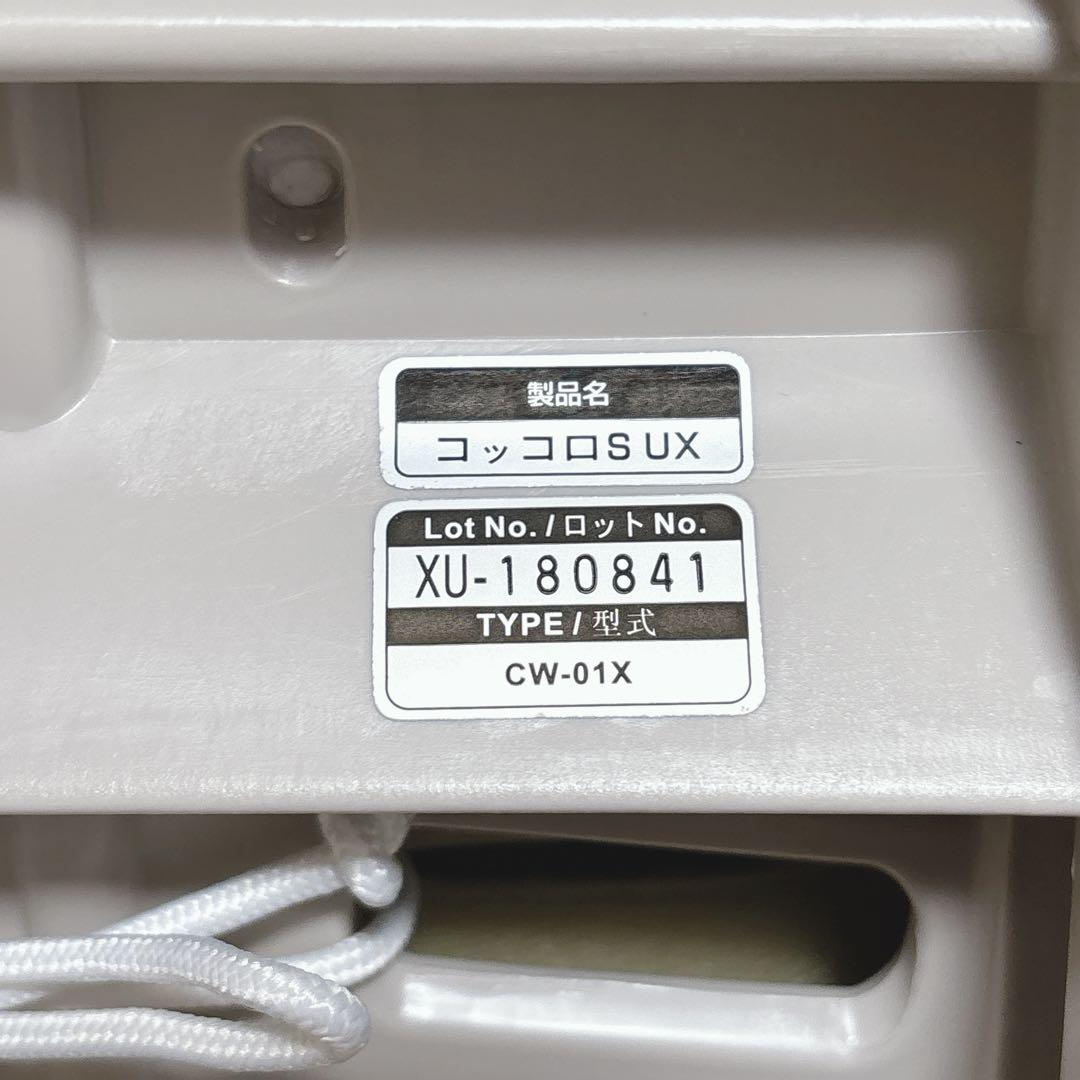 製品名
コッコロS UX
Lot No. / ロット No.
XU-180841
TYPE / 型式
CW-01X